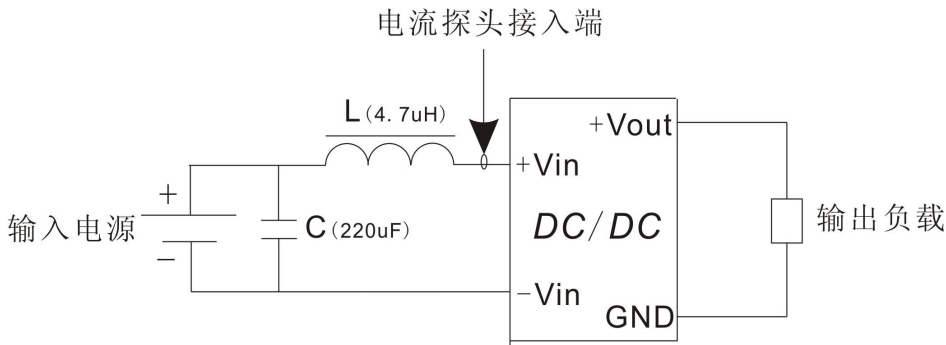 电流探头接入端
L(4.7uH)
+Vout
+Vin
+
输入电源
C(220uF)
DC/DC
输出负载
−
−Vin
GND